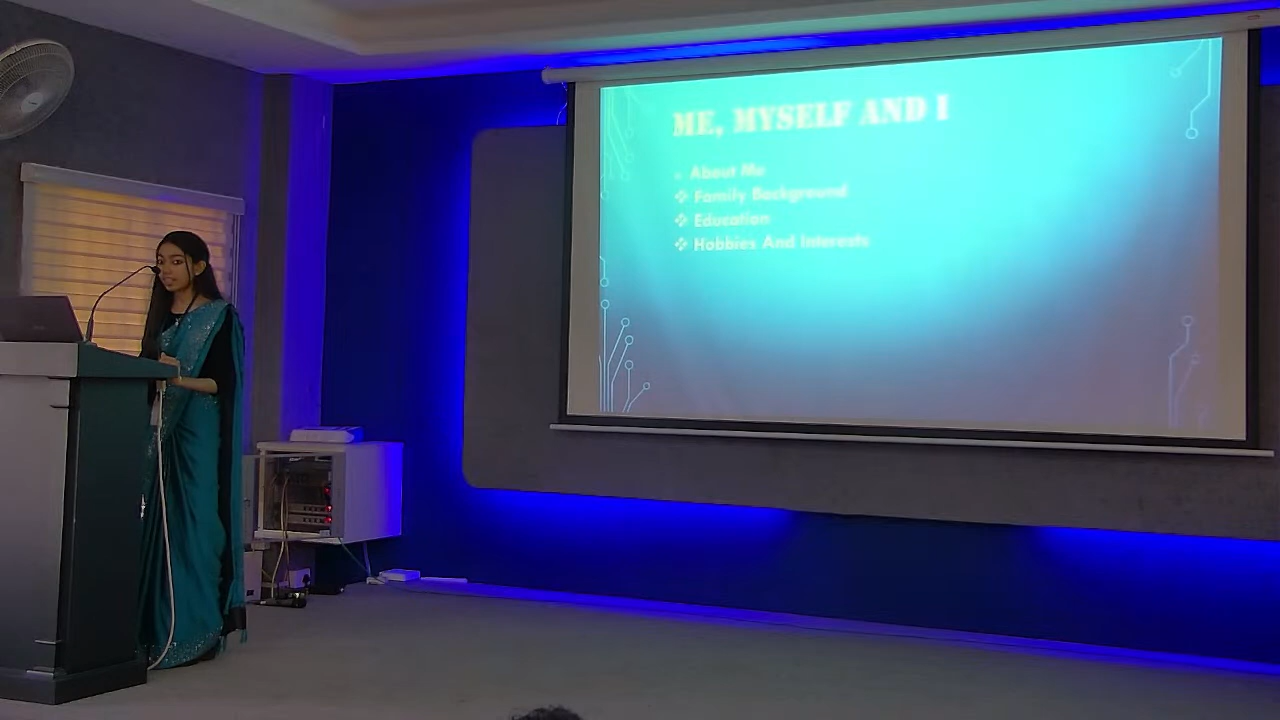 ME, MYSELF AND I
About Me
Family Background
Education
Hobbies And Interests